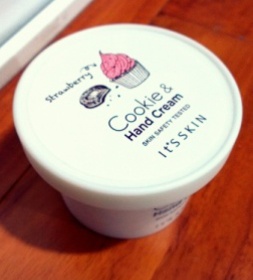 Strawberry
Cookie &
Hand Cream
SKIN SAFETY TESTED
It'S SKIN